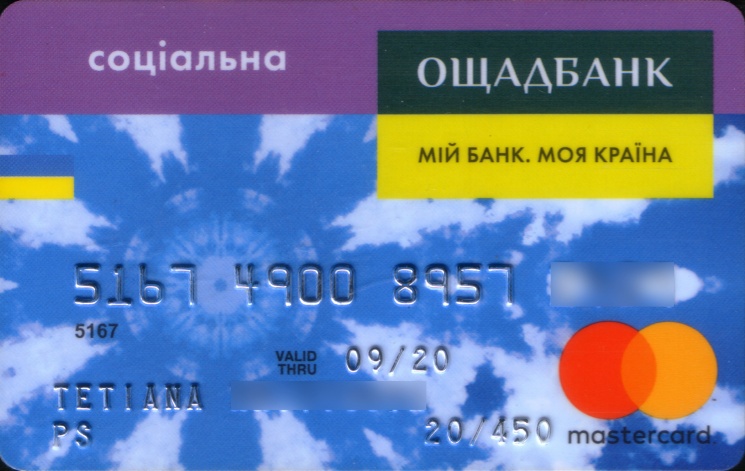 соціальна
ОЩАДБАНК
МІЙ БАНК. МОЯ КРАЇНА
5167 4900 8957
5167
VALID THRU 09/20
TETIANA
PS 20/450
mastercard